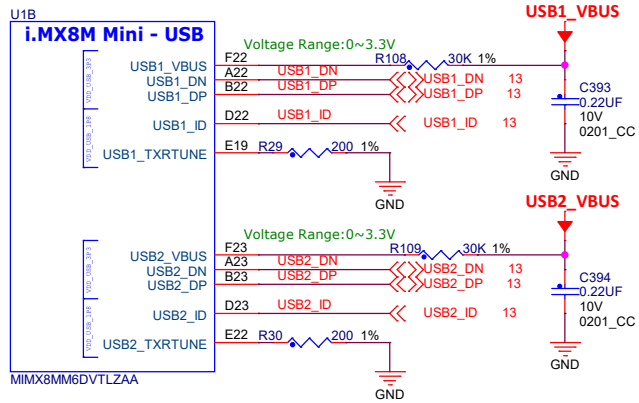 U1B
USB1_VBUS
i.MX8M Mini - USB
Voltage Range:0~3.3V
VDD_USB_3P3
USB1_VBUS F22 R108 30K 1%
USB1_DN A22 USB1_DN USB1_DN 13
USB1_DP B22 USB1_DP USB1_DP 13
C393
0.22UF
10V
0201_CC
VDD_USB_1P8
USB1_ID D22 USB1_ID USB1_ID 13
USB1_TXRTUNE E19 R29 200 1%
GND
GND
USB2_VBUS
Voltage Range:0~3.3V
VDD_USB_3P3
USB2_VBUS F23 R109 30K 1%
USB2_DN A23 USB2_DN USB2_DN 13
USB2_DP B23 USB2_DP USB2_DP 13
C394
0.22UF
10V
0201_CC
VDD_USB_1P8
USB2_ID D23 USB2_ID USB2_ID 13
USB2_TXRTUNE E22 R30 200 1%
GND
GND
MIMX8MM6DVTLZAA